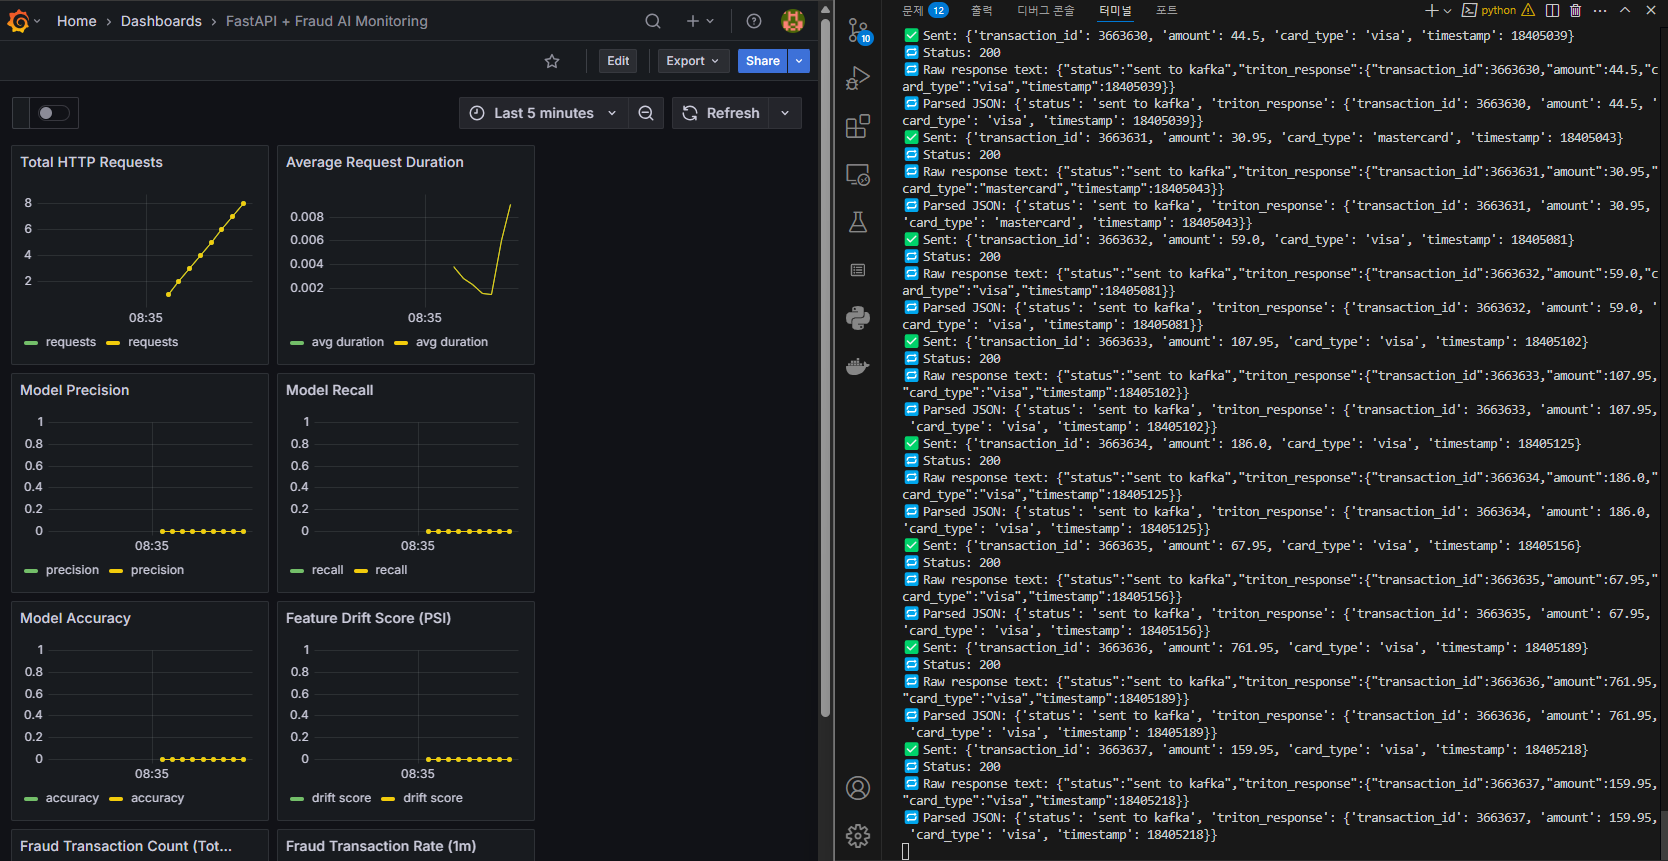 Home › Dashboards › FastAPI + Fraud AI Monitoring
Edit
Export
Share
Last 5 minutes
Refresh
Total HTTP Requests
8
6
4
2
08:35
requests requests
Average Request Duration
0.008
0.006
0.004
0.002
08:35
avg duration avg duration
Model Precision
1
0.8
0.6
0.4
0.2
0
08:35
precision precision
Model Recall
1
0.8
0.6
0.4
0.2
0
08:35
recall recall
Model Accuracy
1
0.8
0.6
0.4
0.2
0
08:35
accuracy accuracy
Feature Drift Score (PSI)
1
0.8
0.6
0.4
0.2
0
08:35
drift score drift score
Fraud Transaction Count (Tot...
Fraud Transaction Rate (1m)
10
문제 12 출력 디버그 콘솔 터미널 포트
python
Sent: {'transaction_id': 3663630, 'amount': 44.5, 'card_type': 'visa', 'timestamp': 18405039}
Status: 200
Raw response text: {"status":"sent to kafka","triton_response":{"transaction_id":3663630,"amount":44.5,"c
ard_type":"visa","timestamp":18405039}}
Parsed JSON: {'status': 'sent to kafka', 'triton_response': {'transaction_id': 3663630, 'amount': 44.5, '
card_type': 'visa', 'timestamp': 18405039}}
Sent: {'transaction_id': 3663631, 'amount': 30.95, 'card_type': 'mastercard', 'timestamp': 18405043}
Status: 200
Raw response text: {"status":"sent to kafka","triton_response":{"transaction_id":3663631,"amount":30.95,"
card_type":"mastercard","timestamp":18405043}}
Parsed JSON: {'status': 'sent to kafka', 'triton_response': {'transaction_id': 3663631, 'amount': 30.95,
'card_type': 'mastercard', 'timestamp': 18405043}}
Sent: {'transaction_id': 3663632, 'amount': 59.0, 'card_type': 'visa', 'timestamp': 18405081}
Status: 200
Raw response text: {"status":"sent to kafka","triton_response":{"transaction_id":3663632,"amount":59.0,"c
ard_type":"visa","timestamp":18405081}}
Parsed JSON: {'status': 'sent to kafka', 'triton_response': {'transaction_id': 3663632, 'amount': 59.0, '
card_type': 'visa', 'timestamp': 18405081}}
Sent: {'transaction_id': 3663633, 'amount': 107.95, 'card_type': 'visa', 'timestamp': 18405102}
Status: 200
Raw response text: {"status":"sent to kafka","triton_response":{"transaction_id":3663633,"amount":107.95,
"card_type":"visa","timestamp":18405102}}
Parsed JSON: {'status': 'sent to kafka', 'triton_response': {'transaction_id': 3663633, 'amount': 107.95,
'card_type': 'visa', 'timestamp': 18405102}}
Sent: {'transaction_id': 3663634, 'amount': 186.0, 'card_type': 'visa', 'timestamp': 18405125}
Status: 200
Raw response text: {"status":"sent to kafka","triton_response":{"transaction_id":3663634,"amount":186.0,"
card_type":"visa","timestamp":18405125}}
Parsed JSON: {'status': 'sent to kafka', 'triton_response': {'transaction_id': 3663634, 'amount': 186.0,
'card_type': 'visa', 'timestamp': 18405125}}
Sent: {'transaction_id': 3663635, 'amount': 67.95, 'card_type': 'visa', 'timestamp': 18405156}
Status: 200
Raw response text: {"status":"sent to kafka","triton_response":{"transaction_id":3663635,"amount":67.95,"
card_type":"visa","timestamp":18405156}}
Parsed JSON: {'status': 'sent to kafka', 'triton_response': {'transaction_id': 3663635, 'amount': 67.95,
'card_type': 'visa', 'timestamp': 18405156}}
Sent: {'transaction_id': 3663636, 'amount': 761.95, 'card_type': 'visa', 'timestamp': 18405189}
Status: 200
Raw response text: {"status":"sent to kafka","triton_response":{"transaction_id":3663636,"amount":761.95,
"card_type":"visa","timestamp":18405189}}
Parsed JSON: {'status': 'sent to kafka', 'triton_response': {'transaction_id': 3663636, 'amount': 761.95,
'card_type': 'visa', 'timestamp': 18405189}}
Sent: {'transaction_id': 3663637, 'amount': 159.95, 'card_type': 'visa', 'timestamp': 18405218}
Status: 200
Raw response text: {"status":"sent to kafka","triton_response":{"transaction_id":3663637,"amount":159.95,
"card_type":"visa","timestamp":18405218}}
Parsed JSON: {'status': 'sent to kafka', 'triton_response': {'transaction_id': 3663637, 'amount': 159.95,
'card_type': 'visa', 'timestamp': 18405218}}